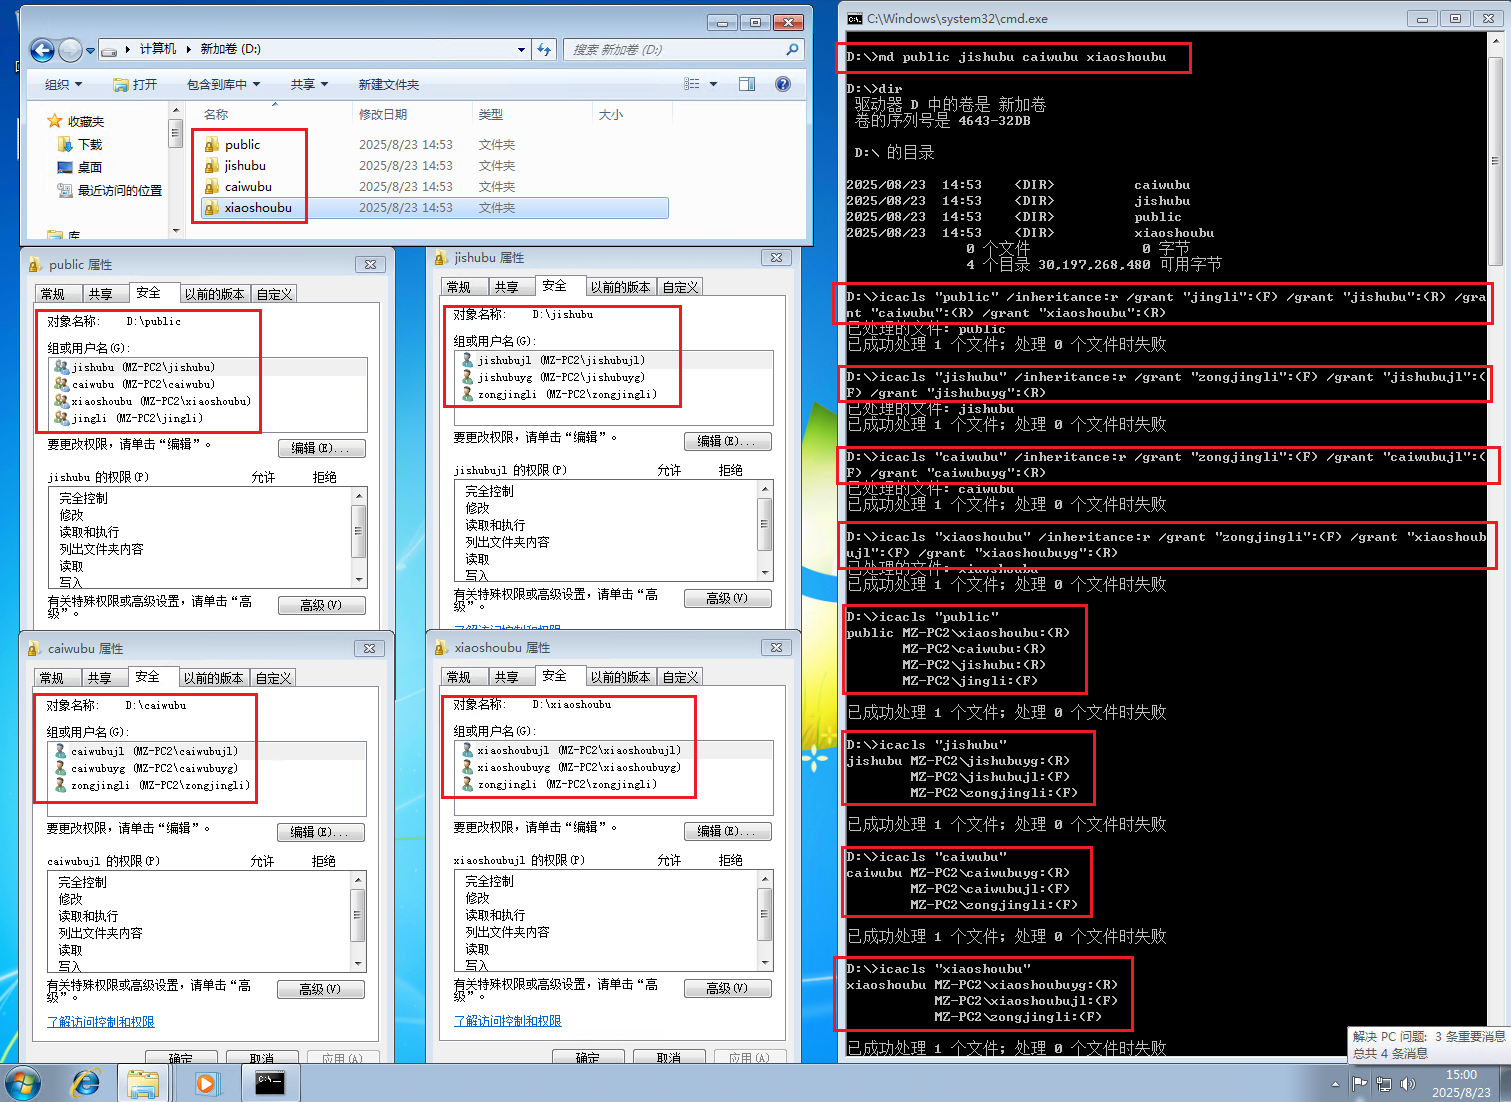 计算机 ▸ 新加卷 (D:)
搜索 新加卷 (D:)
组织 打开 包含到库中 共享 新建文件夹
名称 修改日期 类型 大小
收藏夹
下载
桌面
最近访问的位置
库
public 2025/8/23 14:53 文件夹
jishubu 2025/8/23 14:53 文件夹
caiwubu 2025/8/23 14:53 文件夹
xiaoshoubu 2025/8/23 14:53 文件夹
public 属性
常规 共享 安全 以前的版本 自定义
对象名称: D:\public
组或用户名(G):
jishubu (MZ-PC2\jishubu)
caiwubu (MZ-PC2\caiwubu)
xiaoshoubu (MZ-PC2\xiaoshoubu)
jingli (MZ-PC2\jingli)
要更改权限，请单击“编辑”。 编辑(E)...
jishubu 的权限(P) 允许 拒绝
完全控制
修改
读取和执行
列出文件夹内容
读取
写入
有关特殊权限或高级设置，请单击“高
级”。
高级(V)
jishubu 属性
常规 共享 安全 以前的版本 自定义
对象名称: D:\jishubu
组或用户名(G):
jishubujl (MZ-PC2\jishubujl)
jishubuyg (MZ-PC2\jishubuyg)
zongjingli (MZ-PC2\zongjingli)
要更改权限，请单击“编辑”。 编辑(E)...
jishubujl 的权限(P) 允许 拒绝
完全控制
修改
读取和执行
列出文件夹内容
读取
写入
有关特殊权限或高级设置，请单击“高
级”。
高级(V)
了解访问控制和权限
caiwubu 属性
常规 共享 安全 以前的版本 自定义
对象名称: D:\caiwubu
组或用户名(G):
caiwubujl (MZ-PC2\caiwubujl)
caiwubuyg (MZ-PC2\caiwubuyg)
zongjingli (MZ-PC2\zongjingli)
要更改权限，请单击“编辑”。 编辑(E)...
caiwubujl 的权限(P) 允许 拒绝
完全控制
修改
读取和执行
列出文件夹内容
读取
写入
有关特殊权限或高级设置，请单击“高
级”。
高级(V)
了解访问控制和权限
确定 取消 应用(A)
xiaoshoubu 属性
常规 共享 安全 以前的版本 自定义
对象名称: D:\xiaoshoubu
组或用户名(G):
xiaoshoubujl (MZ-PC2\xiaoshoubujl)
xiaoshoubuyg (MZ-PC2\xiaoshoubuyg)
zongjingli (MZ-PC2\zongjingli)
要更改权限，请单击“编辑”。 编辑(E)...
xiaoshoubujl 的权限(P) 允许 拒绝
完全控制
修改
读取和执行
列出文件夹内容
读取
写入
有关特殊权限或高级设置，请单击“高
级”。
高级(V)
了解访问控制和权限
确定 取消 应用(A)
C:\Windows\system32\cmd.exe
D:\>md public jishubu caiwubu xiaoshoubu
D:\>dir
驱动器 D 中的卷是 新加卷
卷的序列号是 4643-32DB
D:\ 的目录
2025/08/23 14:53 <DIR> caiwubu
2025/08/23 14:53 <DIR> jishubu
2025/08/23 14:53 <DIR> public
2025/08/23 14:53 <DIR> xiaoshoubu
0 个文件 0 字节
4 个目录 30,197,268,480 可用字节
D:\>icacls "public" /inheritance:r /grant "jingli":(F) /grant "jishubu":(R) /gra
nt "caiwubu":(R) /grant "xiaoshoubu":(R)
已处理的文件: public
已成功处理 1 个文件; 处理 0 个文件时失败
D:\>icacls "jishubu" /inheritance:r /grant "zongjingli":(F) /grant "jishubujl":(
F) /grant "jishubuyg":(R)
已处理的文件: jishubu
已成功处理 1 个文件; 处理 0 个文件时失败
D:\>icacls "caiwubu" /inheritance:r /grant "zongjingli":(F) /grant "caiwubujl":(
F) /grant "caiwubuyg":(R)
已处理的文件: caiwubu
已成功处理 1 个文件; 处理 0 个文件时失败
D:\>icacls "xiaoshoubu" /inheritance:r /grant "zongjingli":(F) /grant "xiaoshoub
ujl":(F) /grant "xiaoshoubuyg":(R)
已处理的文件: xiaoshoubu
已成功处理 1 个文件; 处理 0 个文件时失败
D:\>icacls "public"
public MZ-PC2\xiaoshoubu:(R)
MZ-PC2\caiwubu:(R)
MZ-PC2\jishubu:(R)
MZ-PC2\jingli:(F)
已成功处理 1 个文件; 处理 0 个文件时失败
D:\>icacls "jishubu"
jishubu MZ-PC2\jishubuyg:(R)
MZ-PC2\jishubujl:(F)
MZ-PC2\zongjingli:(F)
已成功处理 1 个文件; 处理 0 个文件时失败
D:\>icacls "caiwubu"
caiwubu MZ-PC2\caiwubuyg:(R)
MZ-PC2\caiwubujl:(F)
MZ-PC2\zongjingli:(F)
已成功处理 1 个文件; 处理 0 个文件时失败
D:\>icacls "xiaoshoubu"
xiaoshoubu MZ-PC2\xiaoshoubuyg:(R)
MZ-PC2\xiaoshoubujl:(F)
MZ-PC2\zongjingli:(F)
已成功处理 1 个文件; 处理 0 个文件时失败
解决 PC 问题: 3 条重要消息
总共 4 条消息
15:00
2025/8/23